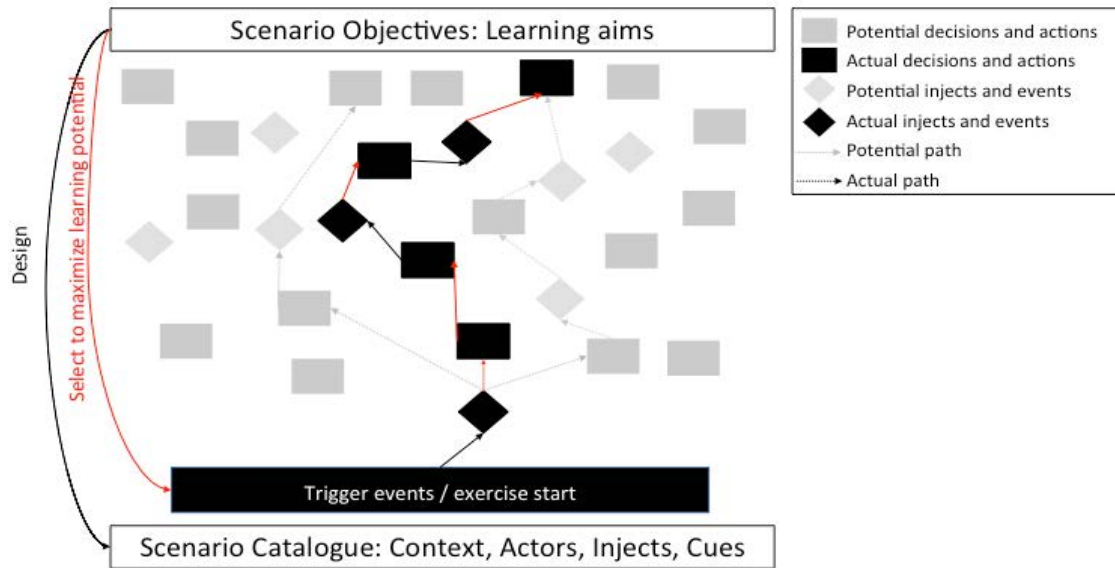 Scenario Objectives: Learning aims
Potential decisions and actions
Actual decisions and actions
Potential injects and events
Actual injects and events
Potential path
Actual path
Design
Select to maximize learning potential
Trigger events / exercise start
Scenario Catalogue: Context, Actors, Injects, Cues